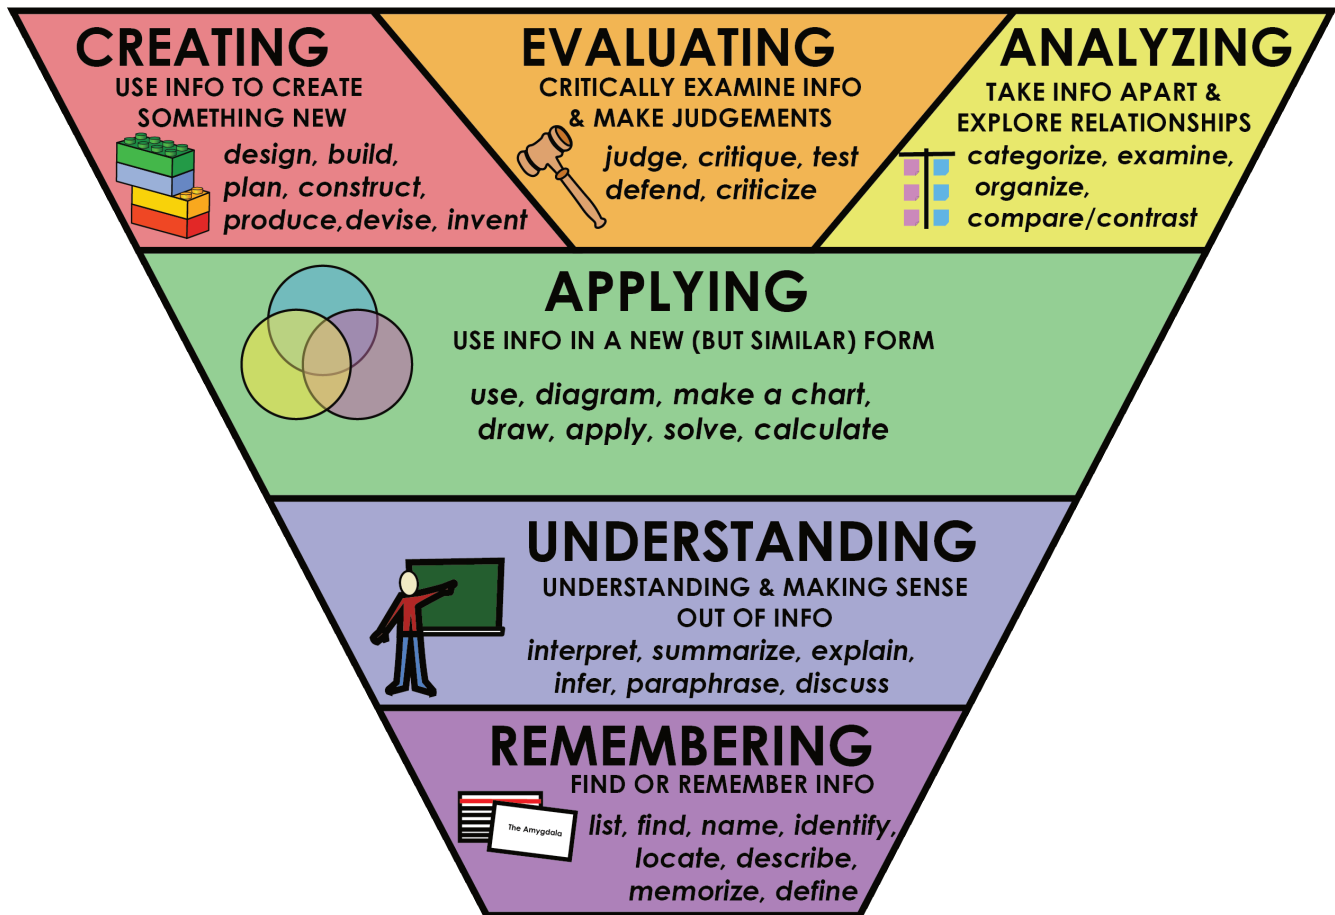 CREATING
USE INFO TO CREATE
SOMETHING NEW
design, build,
plan, construct,
produce,devise, invent
EVALUATING
CRITICALLY EXAMINE INFO
& MAKE JUDGEMENTS
judge, critique, test
defend, criticize
ANALYZING
TAKE INFO APART &
EXPLORE RELATIONSHIPS
categorize, examine,
organize,
compare/contrast
APPLYING
USE INFO IN A NEW (BUT SIMILAR) FORM
use, diagram, make a chart,
draw, apply, solve, calculate
UNDERSTANDING
UNDERSTANDING & MAKING SENSE
OUT OF INFO
interpret, summarize, explain,
infer, paraphrase, discuss
REMEMBERING
FIND OR REMEMBER INFO
The Amygdala
list, find, name, identify,
locate, describe,
memorize, define